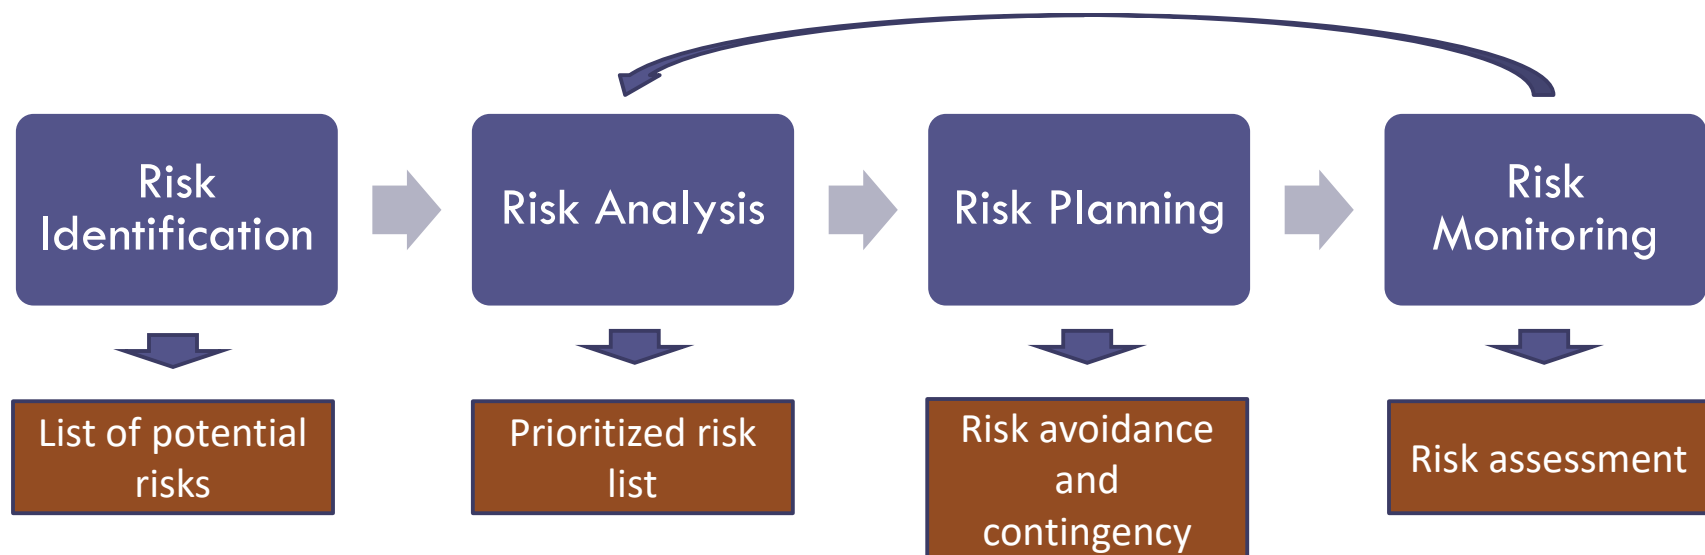 Risk
Identification
Risk Analysis
Risk Planning
Risk
Monitoring
List of potential
risks
Prioritized risk
list
Risk avoidance
and
contingency
Risk assessment